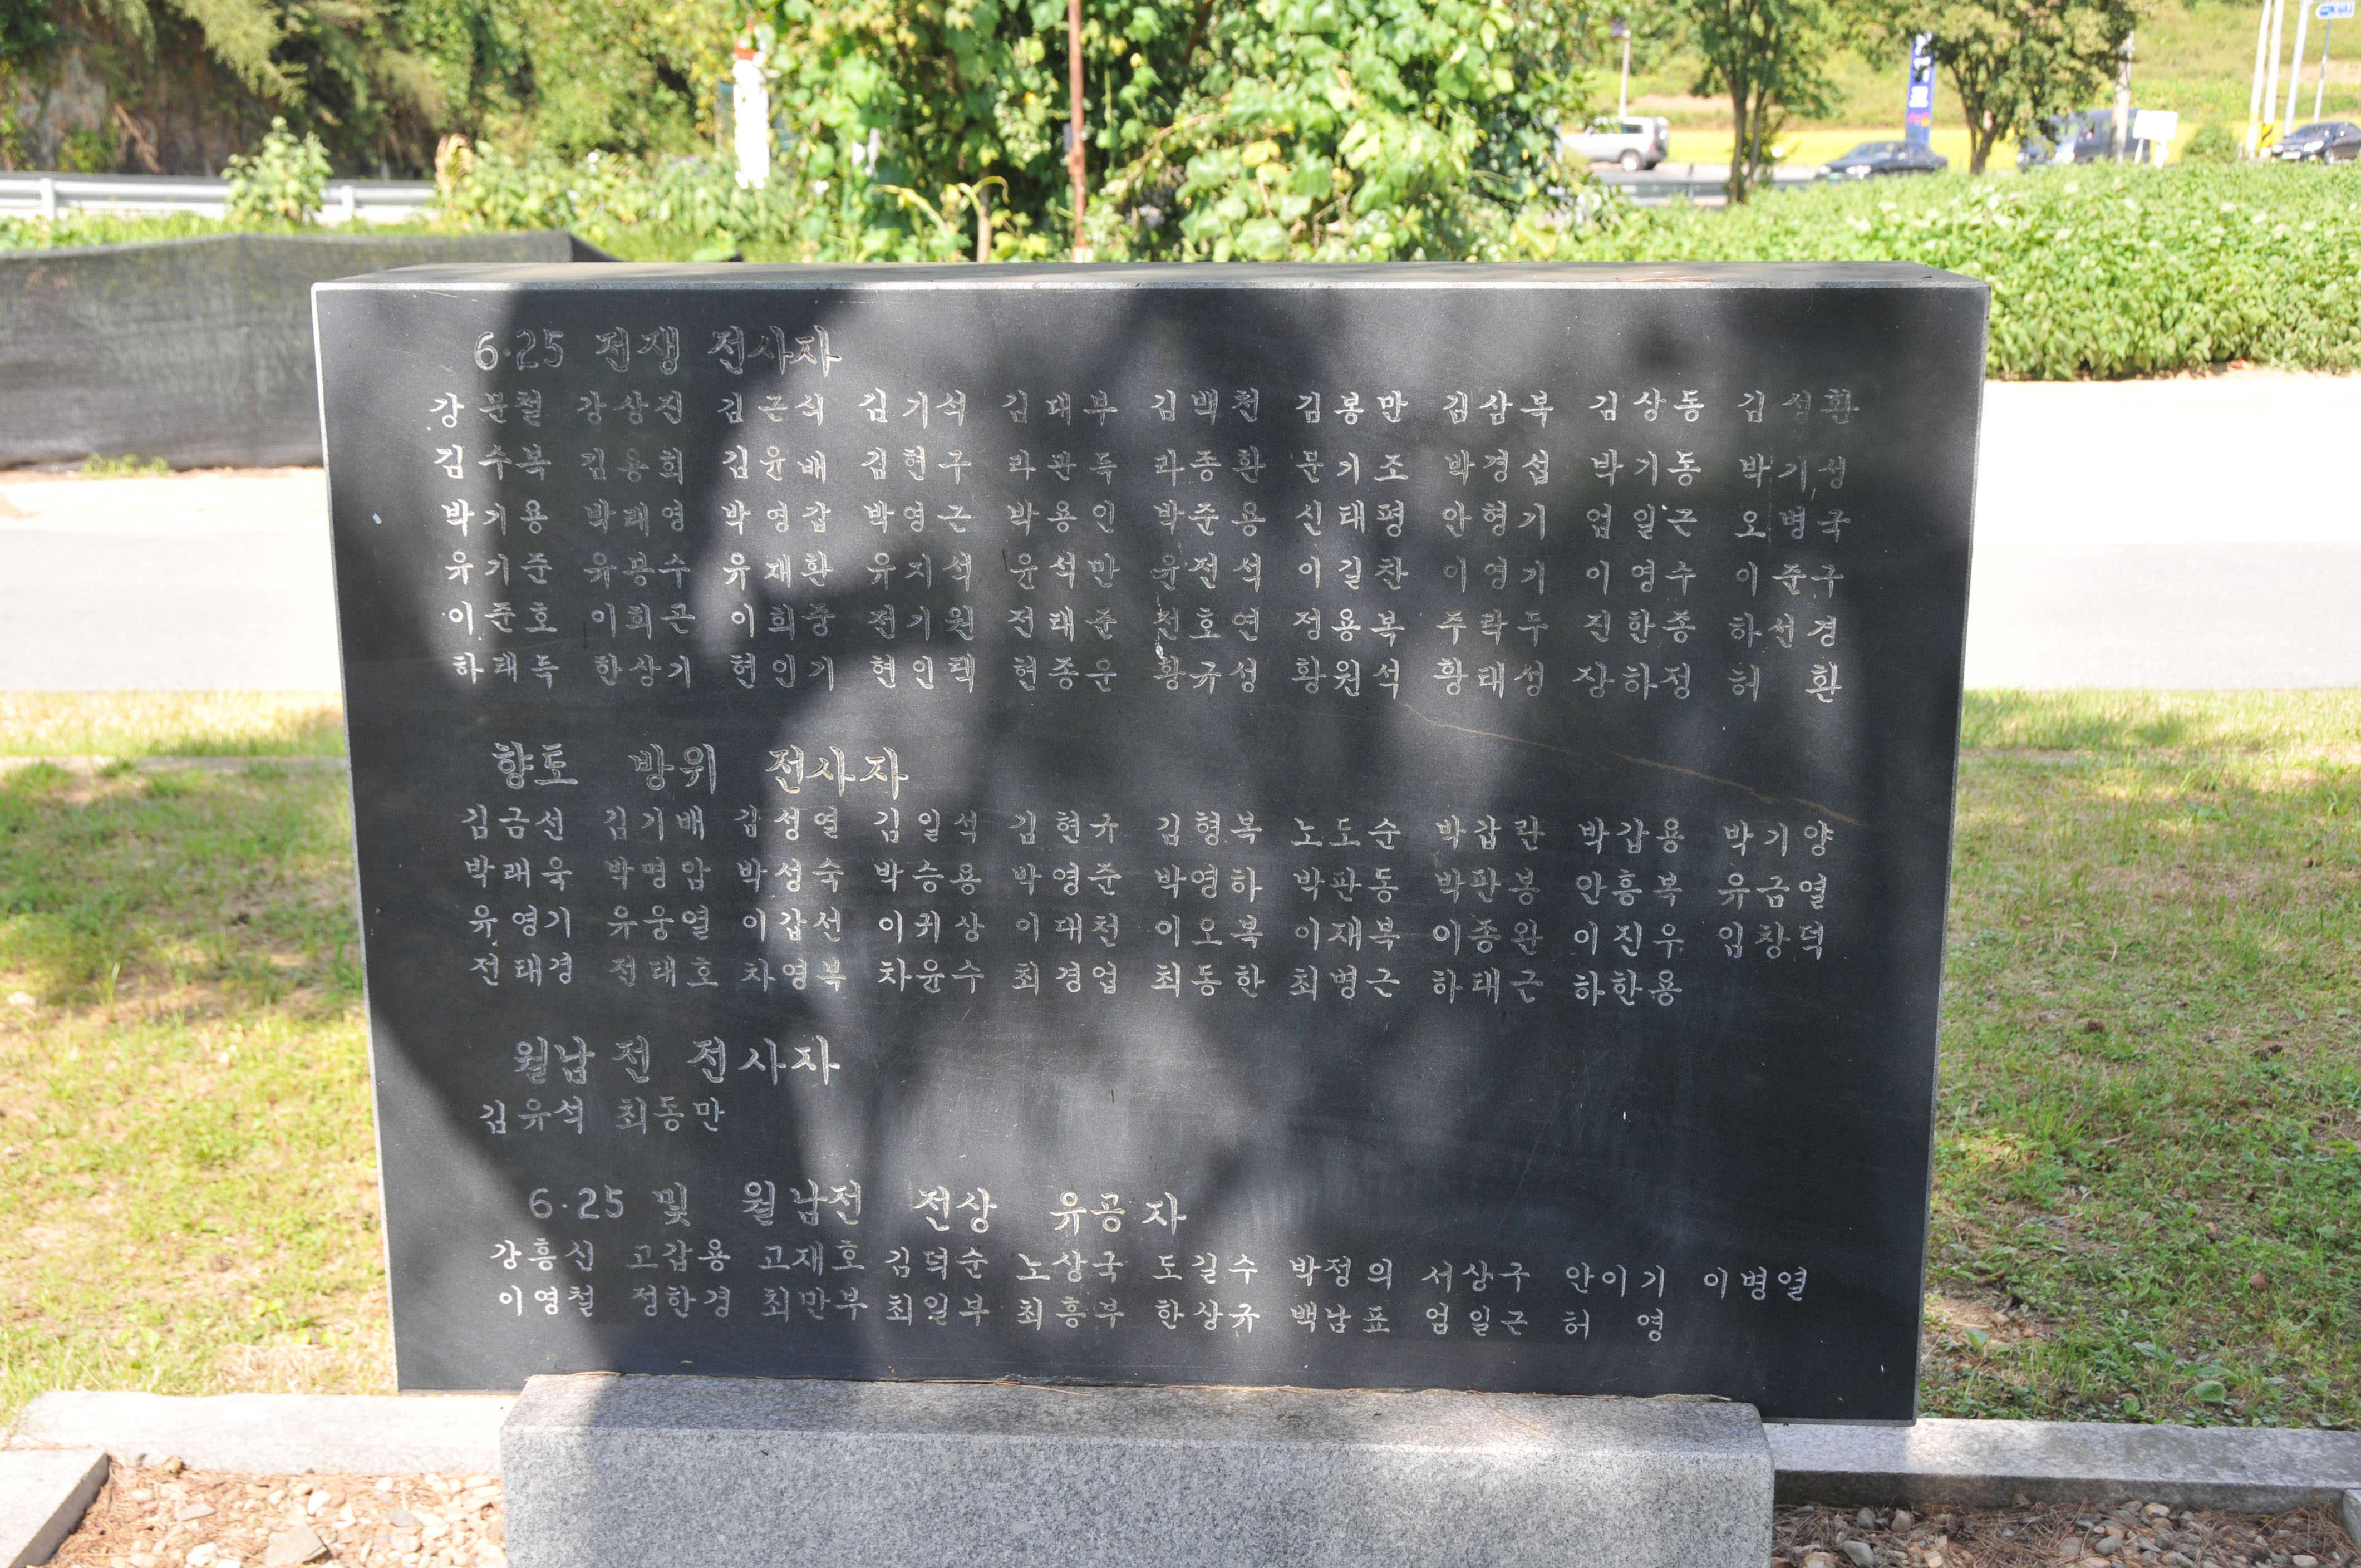 6·25 전쟁 전사자
강문철 강상진 김근식 김기석 김대부 김백천 김봉만 김삼복 김상동 김성환
김수복 김용희 김윤배 김현구 라관득 라종환 문기조 박경섭 박기동 박기성
박기용 박래영 박영갑 박영근 박용인 박준용 신태평 안형기 엄일근 오병국
유기준 유봉수 유재환 유지석 윤석만 윤전석 이길찬 이영기 이영수 이준구
이준호 이희곤 이희중 전기원 전태준 전호연 정용복 주락두 진한종 하선경
하태득 한상기 현인기 현인택 현종운 황규성 황원석 황태성 장하정 허 환
향토 방위 전사자
김금선 김기배 김성열 김일석 김현규 김형복 노도순 박갑란 박갑용 박기양
박래욱 박명암 박성숙 박승용 박영준 박영하 박판동 박판봉 안흥복 유금열
유영기 유웅열 이갑선 이귀상 이대천 이오복 이재복 이종완 이진우 임창덕
전태경 전태호 차영복 차윤수 최경업 최동한 최병근 하태근 하한용
월남전 전사자
김유석 최동만
6·25 및 월남전 전상 유공자
강흥신 고갑용 고재호 김덕순 노상국 도길수 박정의 서상구 안이기 이병열
이영철 정한경 최만부 최일부 최흥부 한상규 백남표 엄일근 허 영